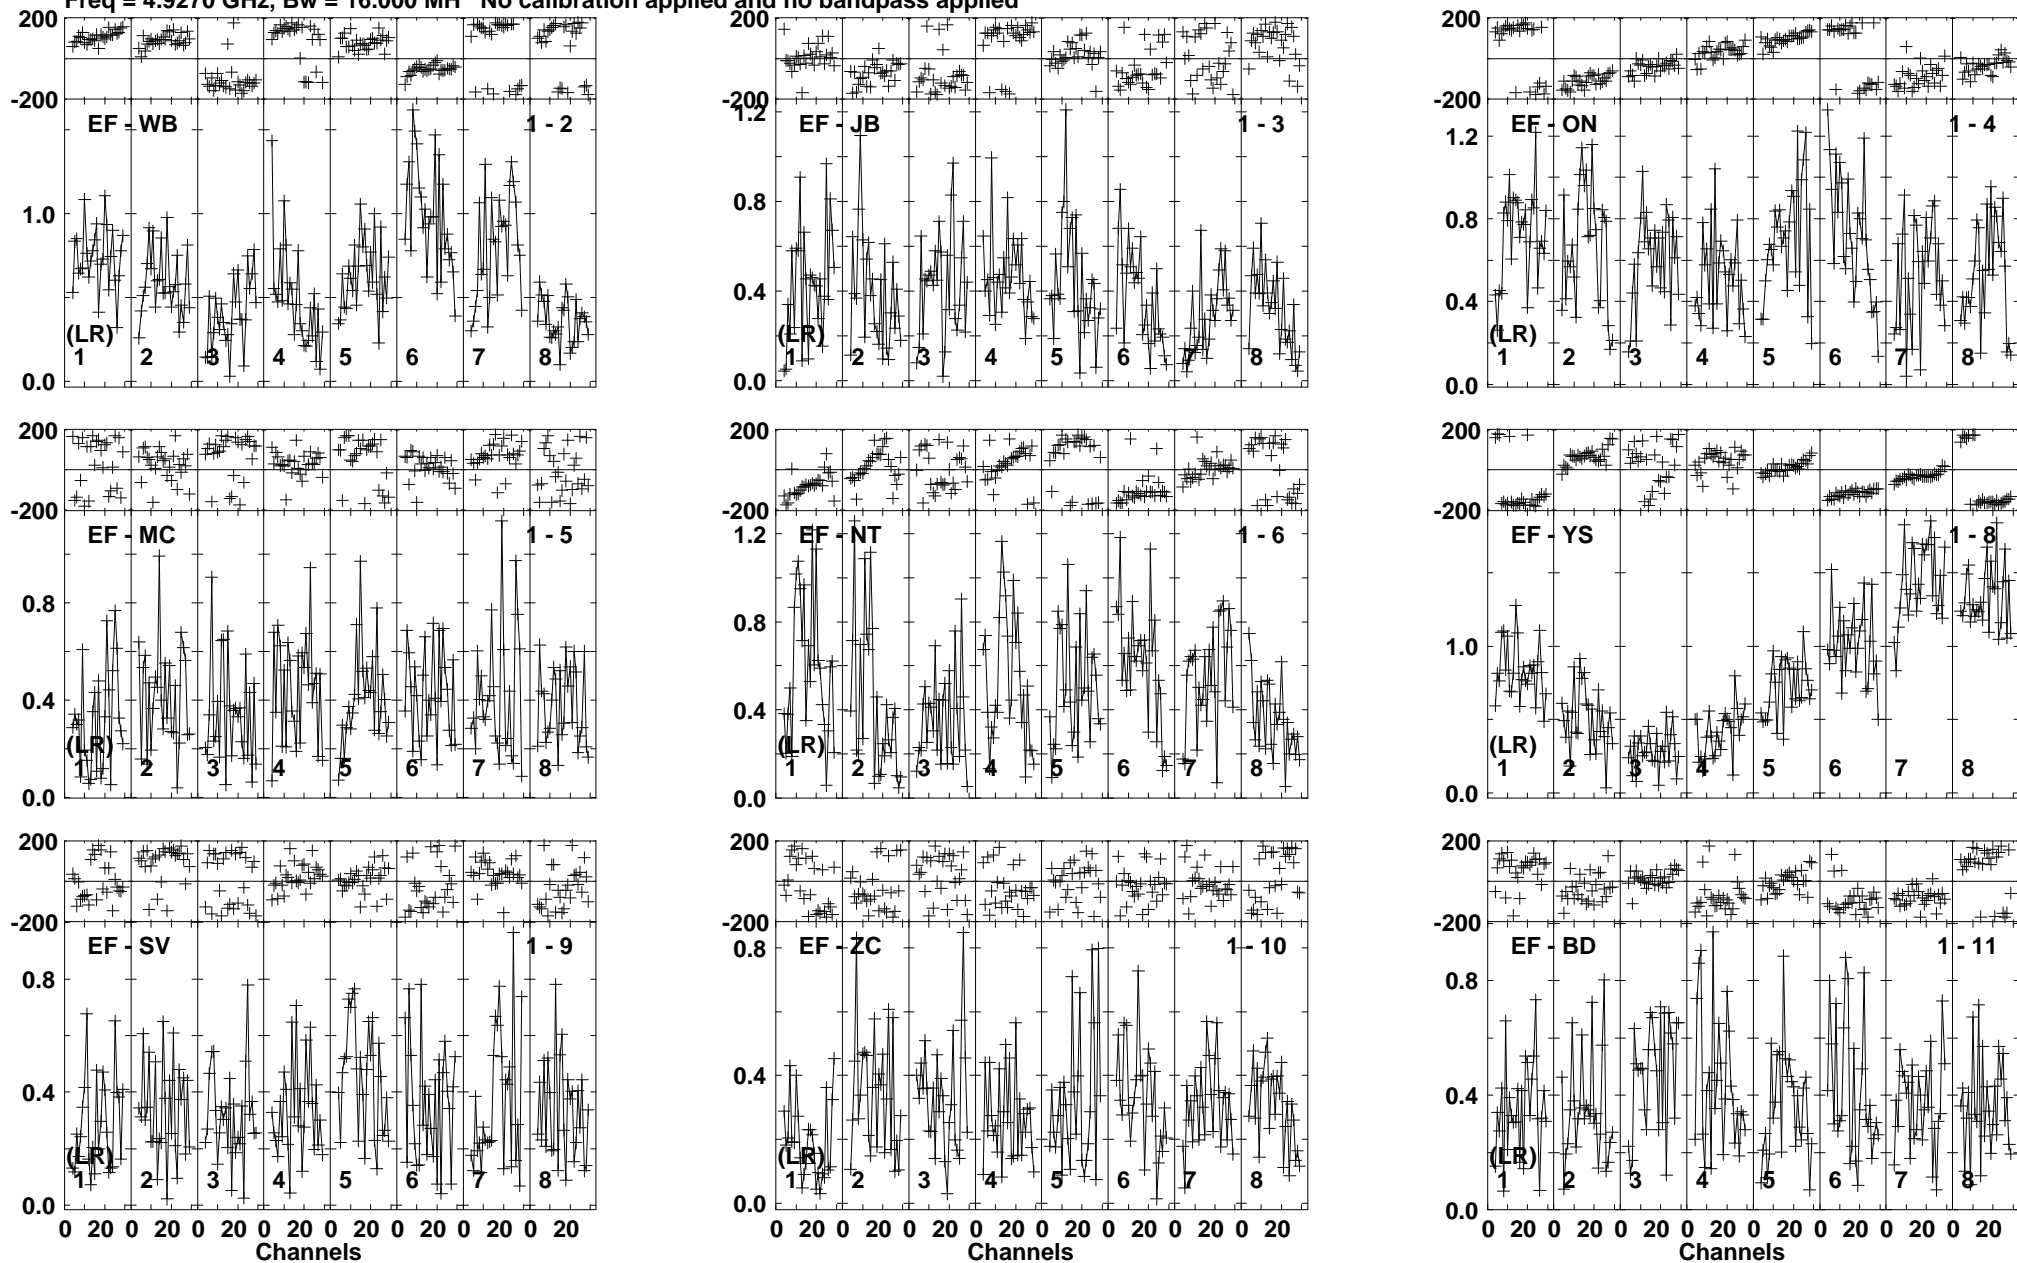 Freq = 4.9270 GHz, Bw = 16.000 MH No calibration applied and no bandpass applied
200 200 200
-200 -200 -200
EF - WB 1 - 2 1.2 EF - JB 1 - 3 EF - ON 1 - 4
1.2
1.0 0.8 0.8
0.4 0.4
(LR) (LR) (LR)
1 2 3 4 5 6 7 8 1 2 3 4 5 6 7 8 1 2 3 4 5 6 7 8
0.0 0.0 0.0
200 200 200
-200 -200 -200
EF - MC 1 - 5 EF - NT 1 - 6 EF - YS 1 - 8
1.2
0.8 0.8 1.0
0.4 0.4
(LR) (LR) (LR)
1 2 3 4 5 6 7 8 1 2 3 4 5 6 7 8 1 2 3 4 5 6 7 8
0.0 0.0 0.0
200 200 200
-200 -200 -200
EF - SV 1 - 9 EF - ZC 1 - 10 EF - BD 1 - 11
0.8 0.8 0.8
0.4 0.4 0.4
(LR) (LR) (LR)
1 2 3 4 5 6 7 8 1 2 3 4 5 6 7 8 1 2 3 4 5 6 7 8
0.0 0.0 0.0
0 20 0 20 0 20 0 20 0 20 0 20 0 20 0 20 0 20 0 20 0 20 0 20 0 20 0 20 0 20 0 20 0 20 0 20 0 20 0 20 0 20 0 20 0 20 0 20
Channels Channels Channels